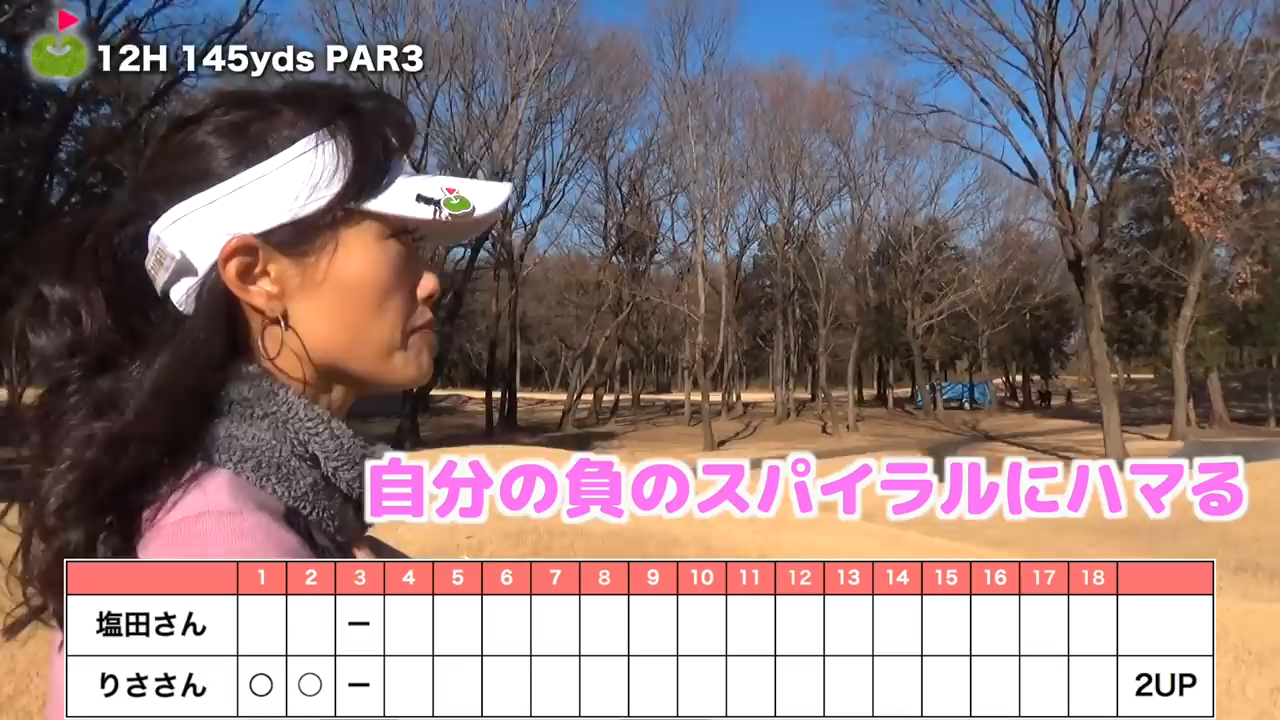 12H 145yds PAR3
自分の負のスパイラルにハマる
1 2 3 4 5 6 7 8 9 10 11 12 13 14 15 16 17 18
塩田さん ー
りささん ○ ○ ー 2UP